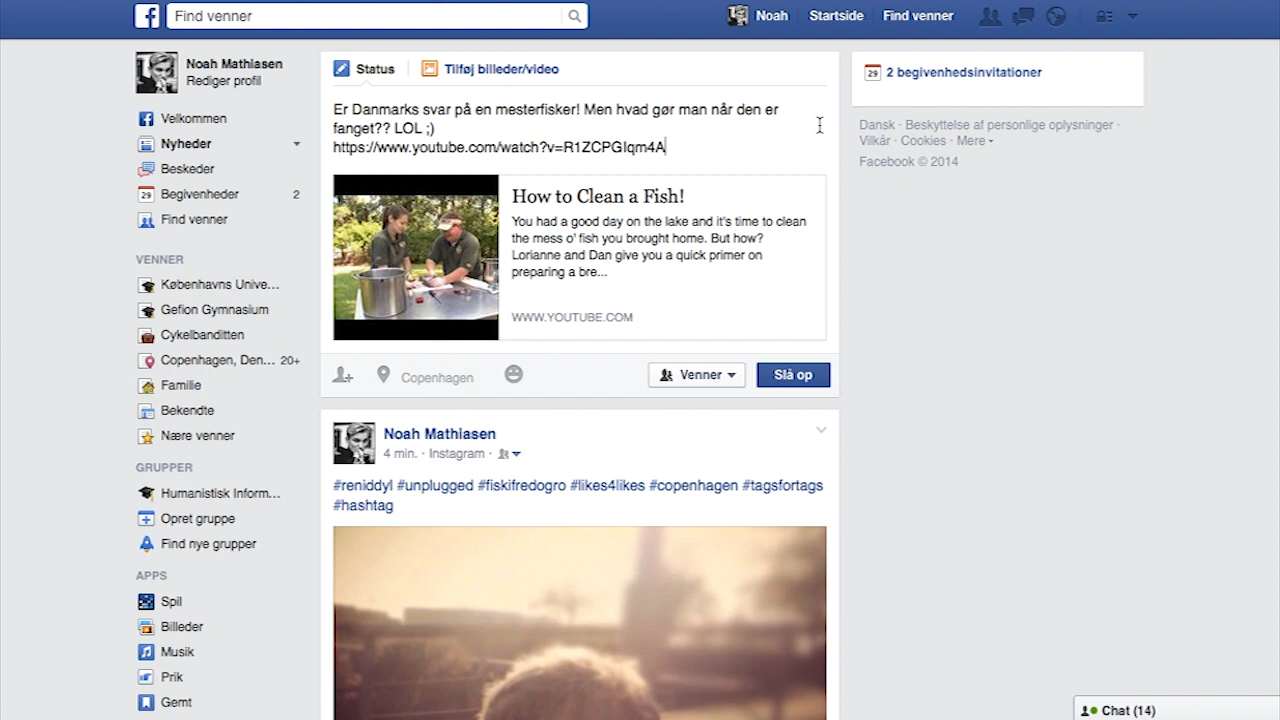 Find venner
Noah
Startside
Find venner
Noah Mathiasen
Rediger profil
Velkommen
Nyheder
Beskeder
29 Begivenheder 2
Find venner
VENNER
Københavns Unive...
Gefion Gymnasium
Cykelbanditten
Copenhagen, Den... 20+
Familie
Bekendte
Nære venner
GRUPPER
Humanistisk Inform...
Opret gruppe
Find nye grupper
APPS
Spil
Billeder
Musik
Prik
Gemt
Status
Tilføj billeder/video
Er Danmarks svar på en mesterfisker! Men hvad gør man når den er
fanget?? LOL ;)
https://www.youtube.com/watch?v=R1ZCPGIqm4A
How to Clean a Fish!
You had a good day on the lake and it's time to clean
the mess o' fish you brought home. But how?
Lorianne and Dan give you a quick primer on
preparing a bre...
WWW.YOUTUBE.COM
Copenhagen
Venner
Slå op
Noah Mathiasen
4 min. · Instagram ·
#reniddyl #unplugged #fiskifredogro #likes4likes #copenhagen #tagsfortags
#hashtag
29 2 begivenhedsinvitationer
Dansk · Beskyttelse af personlige oplysninger ·
Vilkår · Cookies · Mere
Facebook © 2014
Chat (14)